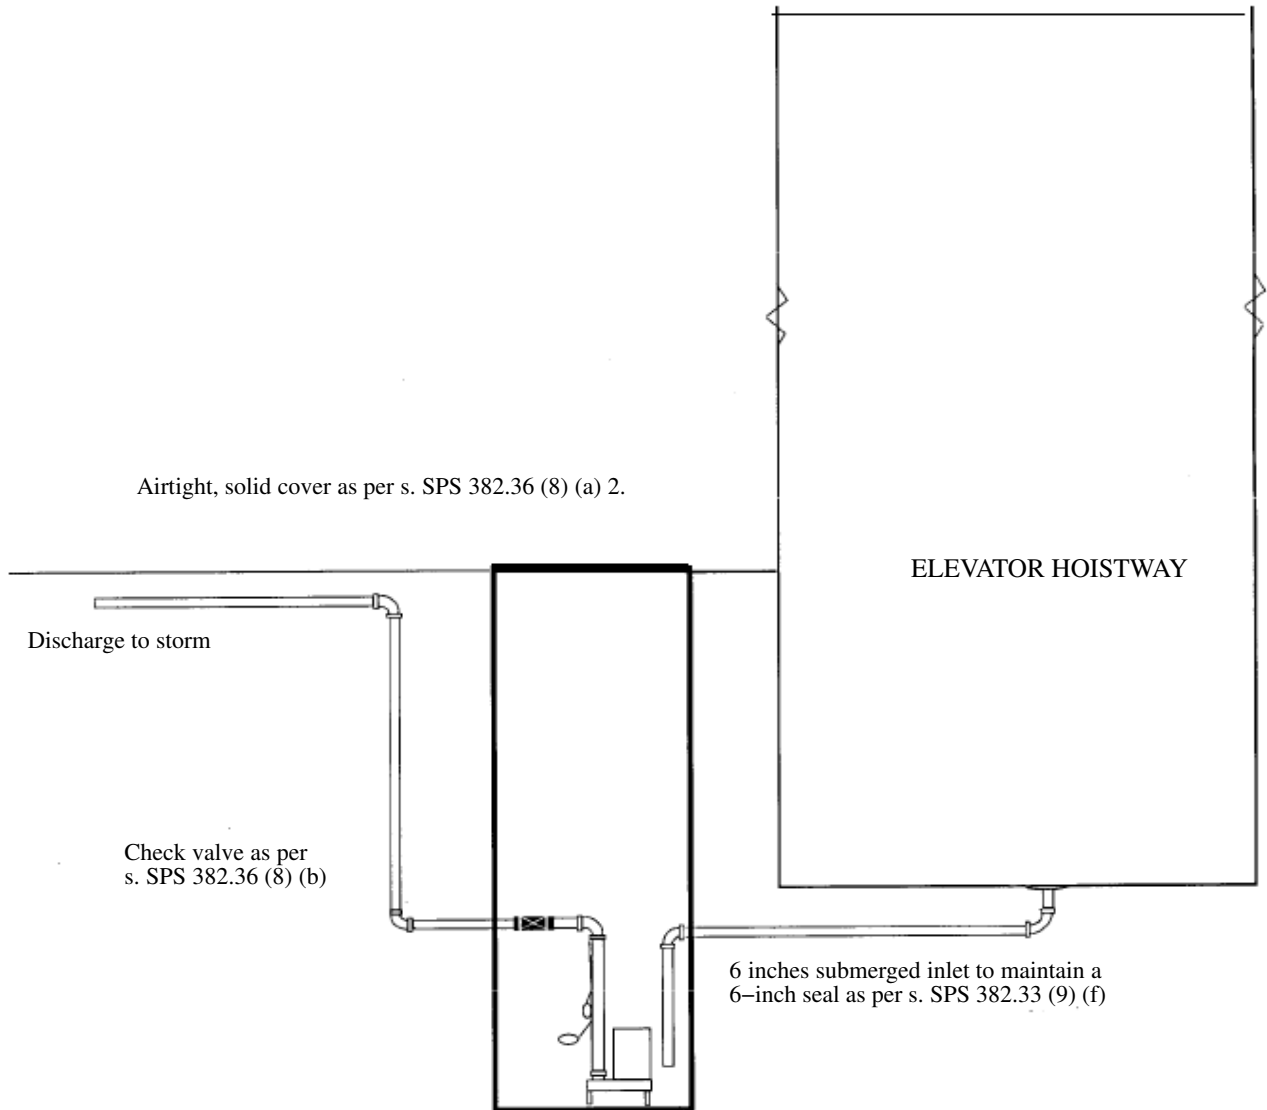 Airtight, solid cover as per s. SPS 382.36 (8) (a) 2.
ELEVATOR HOISTWAY
Discharge to storm
Check valve as per
s. SPS 382.36 (8) (b)
6 inches submerged inlet to maintain a
6−inch seal as per s. SPS 382.33 (9) (f)